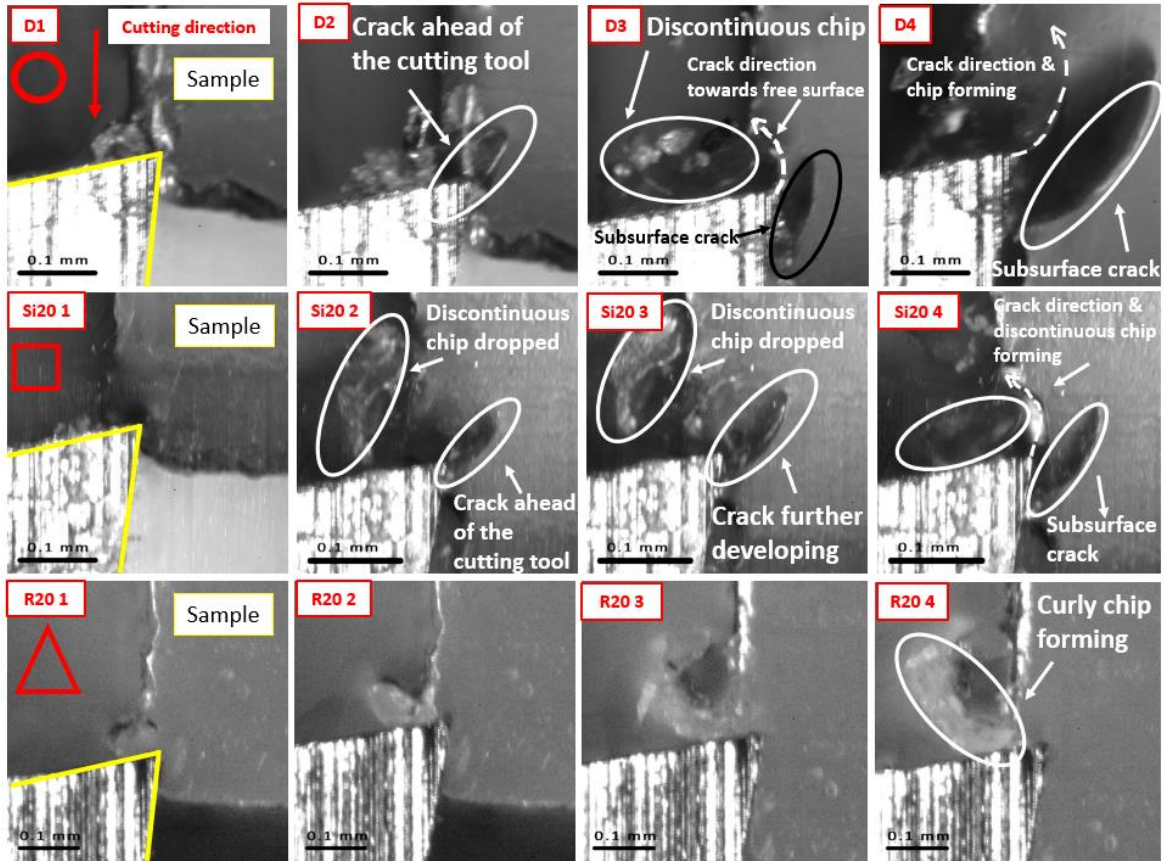 D1
Cutting direction
Sample
0.1 mm
D2
Crack ahead of
the cutting tool
0.1 mm
D3
Discontinuous chip
Crack direction
towards free surface
Subsurface crack
0.1 mm
D4
Crack direction &
chip forming
Subsurface crack
0.1 mm
Si20 1
Sample
0.1 mm
Si20 2
Discontinuous
chip dropped
Crack ahead
of the
cutting tool
0.1 mm
Si20 3
Discontinuous
chip dropped
Crack further
developing
0.1 mm
Si20 4
Crack direction &
discontinuous chip
forming
Subsurface
crack
0.1 mm
R20 1
Sample
0.1 mm
R20 2
0.1 mm
R20 3
0.1 mm
R20 4
Curly chip
forming
0.1 mm